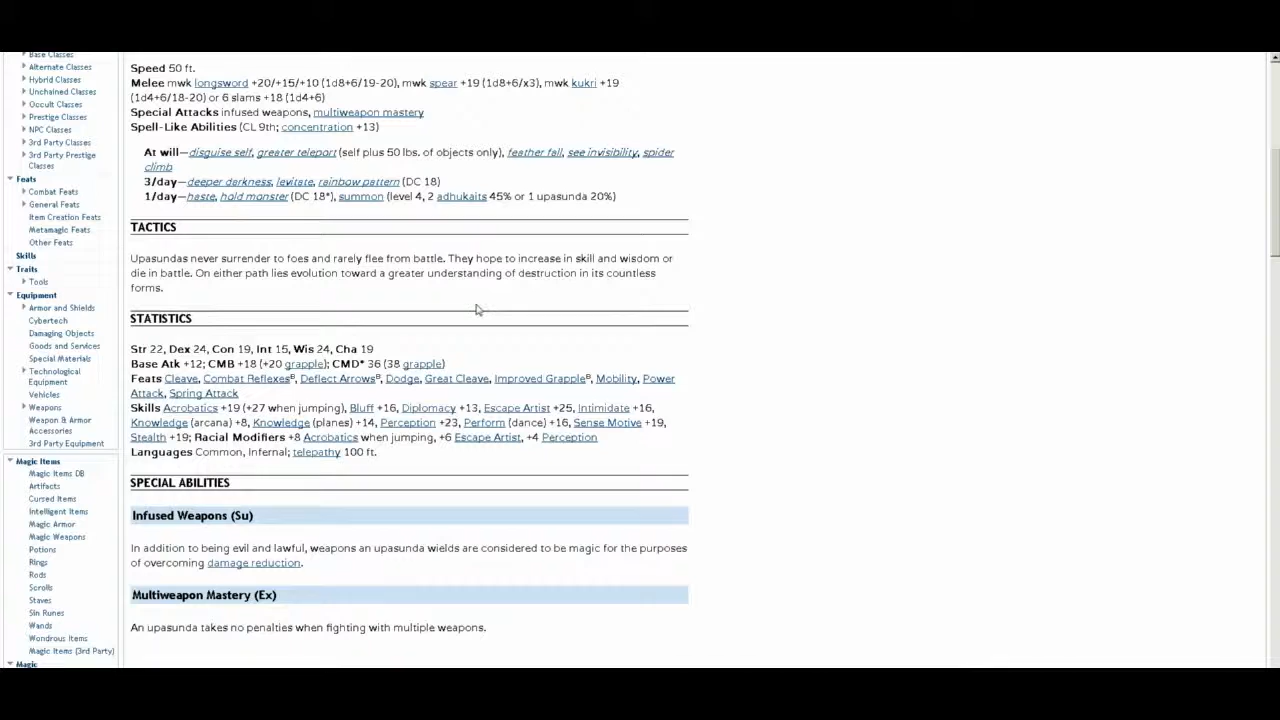 Base Classes
Alternate Classes
Hybrid Classes
Unchained Classes
Occult Classes
Prestige Classes
NPC Classes
3rd Party Classes
3rd Party Prestige
Classes
Feats
Combat Feats
General Feats
Item Creation Feats
Metamagic Feats
Other Feats
Skills
Traits
Tools
Equipment
Armor and Shields
Cybertech
Damaging Objects
Goods and Services
Special Materials
Technological
Equipment
Vehicles
Weapons
Weapon & Armor
Accessories
3rd Party Equipment
Magic Items
Magic Items DB
Artifacts
Cursed Items
Intelligent Items
Magic Armor
Magic Weapons
Potions
Rings
Rods
Scrolls
Staves
Sin Runes
Wands
Wondrous Items
Magic Items (3rd Party)
Magic
Speed 50 ft.
Melee mwk longsword +20/+15/+10 (1d8+6/19-20), mwk spear +19 (1d8+6/x3), mwk kukri +19
(1d4+6/18-20) or 6 slams +18 (1d4+6)
Special Attacks infused weapons, multiweapon mastery
Spell-Like Abilities (CL 9th; concentration +13)
At will—disguise self, greater teleport (self plus 50 lbs. of objects only), feather fall, see invisibility, spider
climb
3/day—deeper darkness, levitate, rainbow pattern (DC 18)
1/day—haste, hold monster (DC 18*), summon (level 4, 2 adhukaits 45% or 1 upasunda 20%)
TACTICS
Upasundas never surrender to foes and rarely flee from battle. They hope to increase in skill and wisdom or
die in battle. On either path lies evolution toward a greater understanding of destruction in its countless
forms.
STATISTICS
Str 22, Dex 24, Con 19, Int 15, Wis 24, Cha 19
Base Atk +12; CMB +18 (+20 grapple); CMD* 36 (38 grapple)
Feats Cleave, Combat Reflexesᴮ, Deflect Arrowsᴮ, Dodge, Great Cleave, Improved Grappleᴮ, Mobility, Power
Attack, Spring Attack
Skills Acrobatics +19 (+27 when jumping), Bluff +16, Diplomacy +13, Escape Artist +25, Intimidate +16,
Knowledge (arcana) +8, Knowledge (planes) +14, Perception +23, Perform (dance) +16, Sense Motive +19,
Stealth +19; Racial Modifiers +8 Acrobatics when jumping, +6 Escape Artist, +4 Perception
Languages Common, Infernal; telepathy 100 ft.
SPECIAL ABILITIES
Infused Weapons (Su)
In addition to being evil and lawful, weapons an upasunda wields are considered to be magic for the purposes
of overcoming damage reduction.
Multiweapon Mastery (Ex)
An upasunda takes no penalties when fighting with multiple weapons.